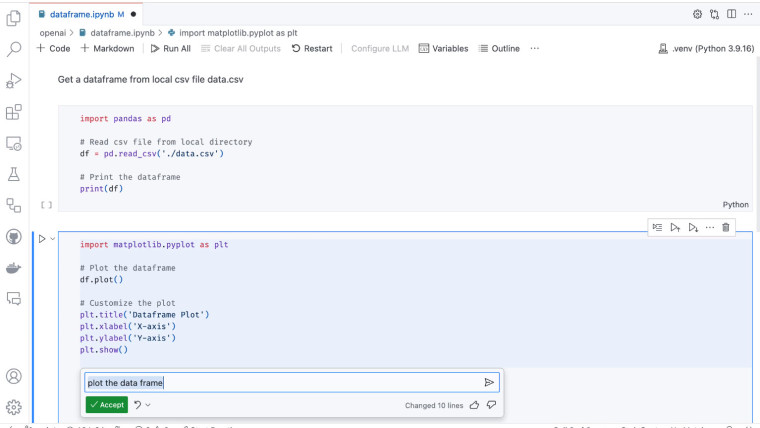 dataframe.ipynb M
openai > dataframe.ipynb > import matplotlib.pyplot as plt
+ Code + Markdown Run All Clear All Outputs Restart Configure LLM Variables Outline ... .venv (Python 3.9.16)
Get a dataframe from local csv file data.csv
import pandas as pd
# Read csv file from local directory
df = pd.read_csv('./data.csv')
# Print the dataframe
print(df)
[ ] Python
import matplotlib.pyplot as plt
# Plot the dataframe
df.plot()
# Customize the plot
plt.title('Dataframe Plot')
plt.xlabel('X-axis')
plt.ylabel('Y-axis')
plt.show()
plot the data frame
Accept Changed 10 lines